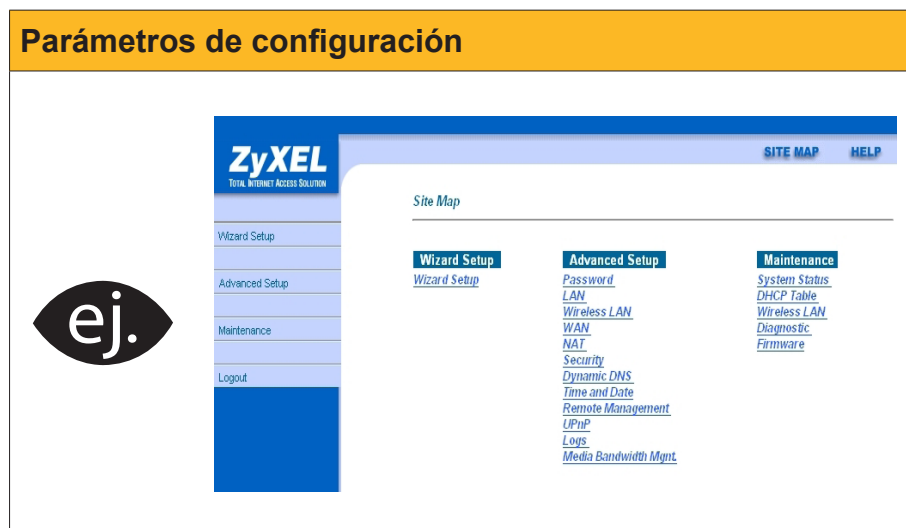 Parámetros de configuración
ej.
ZyXEL
TOTAL INTERNET ACCESS SOLUTION
SITE MAP HELP
Wizard Setup
Advanced Setup
Maintenance
Logout
Site Map
Wizard Setup
Wizard Setup
Advanced Setup
Password
LAN
Wireless LAN
WAN
NAT
Security
Dynamic DNS
Time and Date
Remote Management
UPnP
Logs
Media Bandwidth Mgnt.
Maintenance
System Status
DHCP Table
Wireless LAN
Diagnostic
Firmware